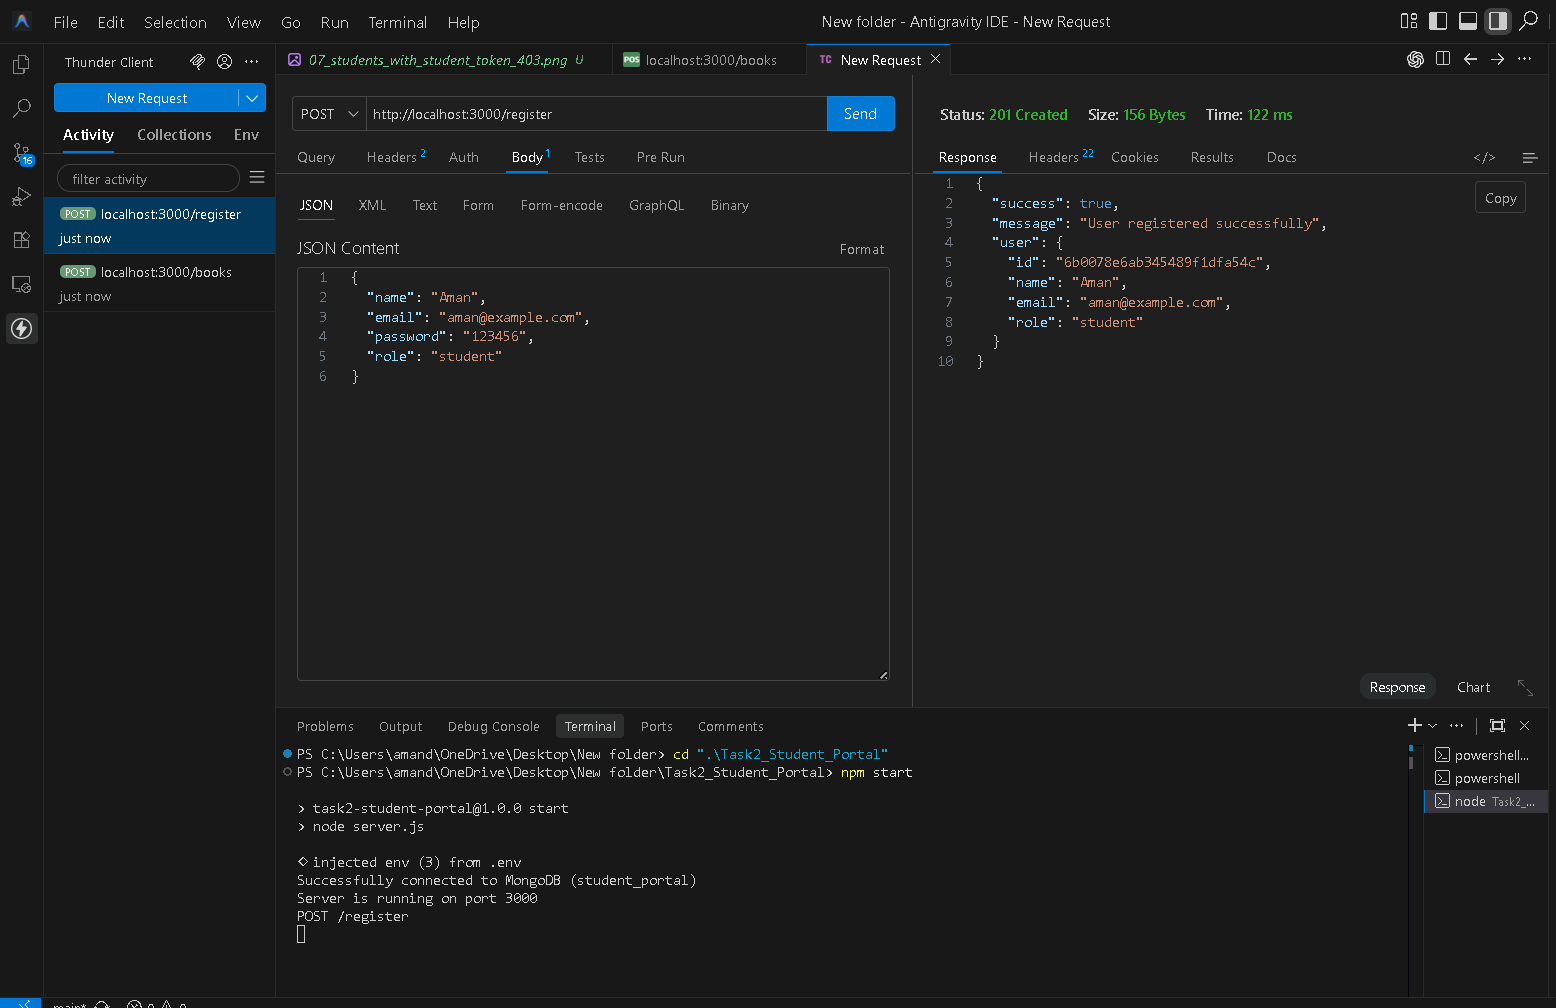 File Edit Selection View Go Run Terminal Help
New folder - Antigravity IDE - New Request
Thunder Client
07_students_with_student_token_403.png U
POS localhost:3000/books
TC New Request
New Request
Activity Collections Env
filter activity
POST localhost:3000/register
just now
POST localhost:3000/books
just now
16
POST http://localhost:3000/register Send
Query Headers 2 Auth Body 1 Tests Pre Run
JSON XML Text Form Form-encode GraphQL Binary
JSON Content Format
1 {
2 "name": "Aman",
3 "email": "aman@example.com",
4 "password": "123456",
5 "role": "student"
6 }
Status: 201 Created Size: 156 Bytes Time: 122 ms
Response Headers 22 Cookies Results Docs </>
Copy
1 {
2 "success": true,
3 "message": "User registered successfully",
4 "user": {
5 "id": "6b0078e6ab345489f1dfa54c",
6 "name": "Aman",
7 "email": "aman@example.com",
8 "role": "student"
9 }
10 }
Response Chart
Problems Output Debug Console Terminal Ports Comments
PS C:\Users\amand\OneDrive\Desktop\New folder> cd ".\Task2_Student_Portal"
PS C:\Users\amand\OneDrive\Desktop\New folder\Task2_Student_Portal> npm start
> task2-student-portal@1.0.0 start
> node server.js
◇ injected env (3) from .env
Successfully connected to MongoDB (student_portal)
Server is running on port 3000
POST /register
powershell...
powershell
node Task2_...
main* 0 0